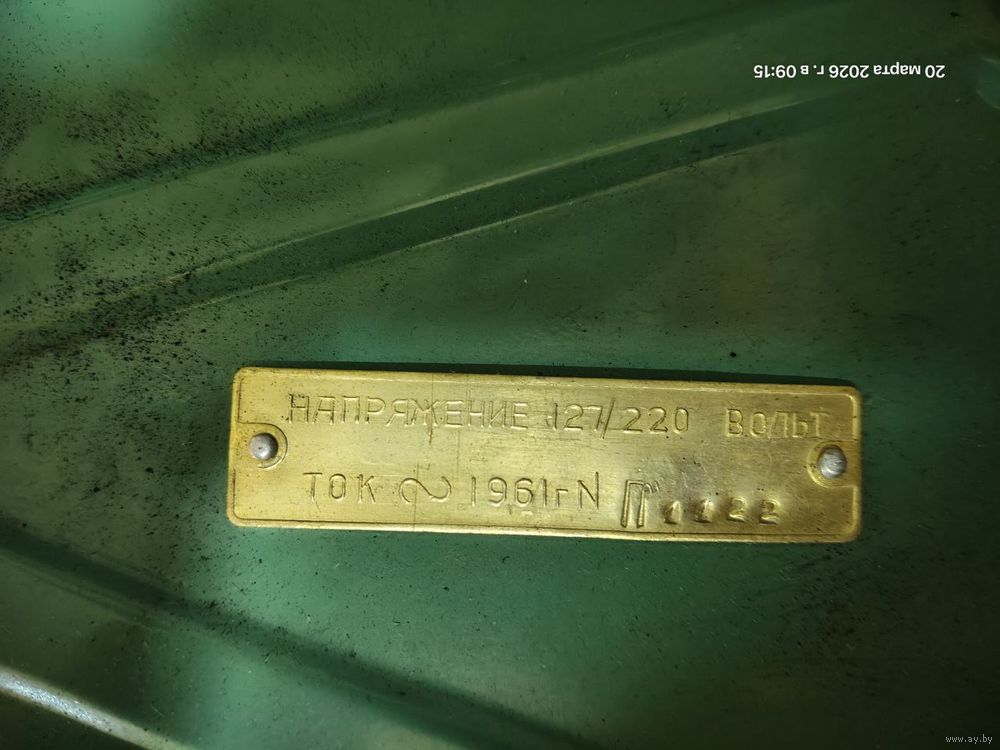 20 марта 2026 г. в 09:15
НАПРЯЖЕНИЕ 127/220 ВОЛЬТ
ТОК ~ 1961г N П 1122
www.ay.by